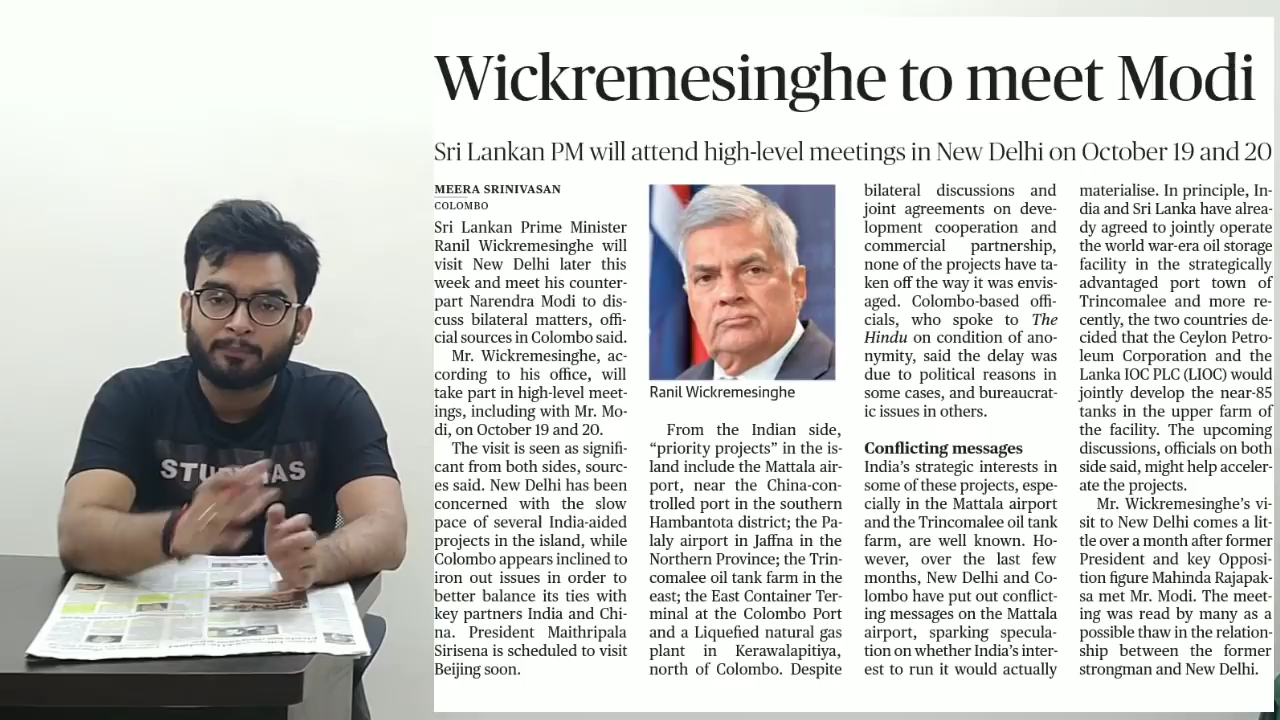 Wickremesinghe to meet Modi
Sri Lankan PM will attend high-level meetings in New Delhi on October 19 and 20
MEERA SRINIVASAN
COLOMBO
Sri Lankan Prime Minister
Ranil Wickremesinghe will
visit New Delhi later this
week and meet his counter-
part Narendra Modi to dis-
cuss bilateral matters, offi-
cial sources in Colombo said.
Mr. Wickremesinghe, ac-
cording to his office, will
take part in high-level meet-
ings, including with Mr. Mo-
di, on October 19 and 20.
The visit is seen as signifi-
cant from both sides, sourc-
es said. New Delhi has been
concerned with the slow
pace of several India-aided
projects in the island, while
Colombo appears inclined to
iron out issues in order to
better balance its ties with
key partners India and Chi-
na. President Maithripala
Sirisena is scheduled to visit
Beijing soon.
Ranil Wickremesinghe
From the Indian side,
“priority projects” in the is-
land include the Mattala air-
port, near the China-con-
trolled port in the southern
Hambantota district; the Pa-
laly airport in Jaffna in the
Northern Province; the Trin-
comalee oil tank farm in the
east; the East Container Ter-
minal at the Colombo Port
and a Liquefied natural gas
plant in Kerawalapitiya,
north of Colombo. Despite
bilateral discussions and
joint agreements on deve-
lopment cooperation and
commercial partnership,
none of the projects have ta-
ken off the way it was envis-
aged. Colombo-based offi-
cials, who spoke to The
Hindu on condition of ano-
nymity, said the delay was
due to political reasons in
some cases, and bureaucrat-
ic issues in others.
Conflicting messages
India’s strategic interests in
some of these projects, espe-
cially in the Mattala airport
and the Trincomalee oil tank
farm, are well known. Ho-
wever, over the last few
months, New Delhi and Co-
lombo have put out conflict-
ing messages on the Mattala
airport, sparking specula-
tion on whether India’s inter-
est to run it would actually
materialise. In principle, In-
dia and Sri Lanka have alrea-
dy agreed to jointly operate
the world war-era oil storage
facility in the strategically
advantaged port town of
Trincomalee and more re-
cently, the two countries de-
cided that the Ceylon Petro-
leum Corporation and the
Lanka IOC PLC (LIOC) would
jointly develop the near-85
tanks in the upper farm of
the facility. The upcoming
discussions, officials on both
side said, might help acceler-
ate the projects.
Mr. Wickremesinghe’s vi-
sit to New Delhi comes a lit-
tle over a month after former
President and key Opposi-
tion figure Mahinda Rajapak-
sa met Mr. Modi. The meet-
ing was read by many as a
possible thaw in the relation-
ship between the former
strongman and New Delhi.